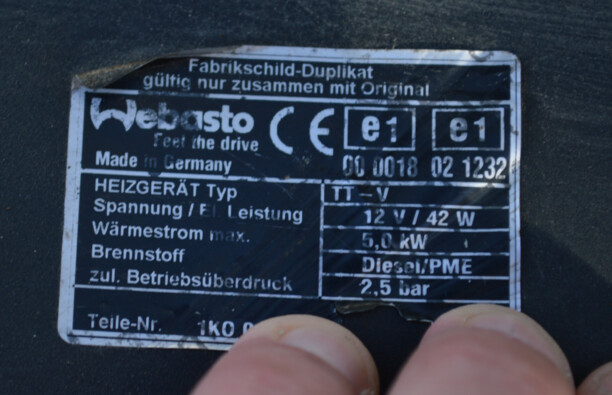 Fabrikschild-Duplikat
gültig nur zusammen mit Original
Webasto
Feel the drive
CE e1 e1
Made in Germany 00 0018 02 1232
HEIZGERÄT Typ TT-V
Spannung / El. Leistung 12 V / 42 W
Wärmestrom max. 5,0 kW
Brennstoff Diesel/PME
zul. Betriebsüberdruck 2,5 bar
Teile-Nr. 1K0